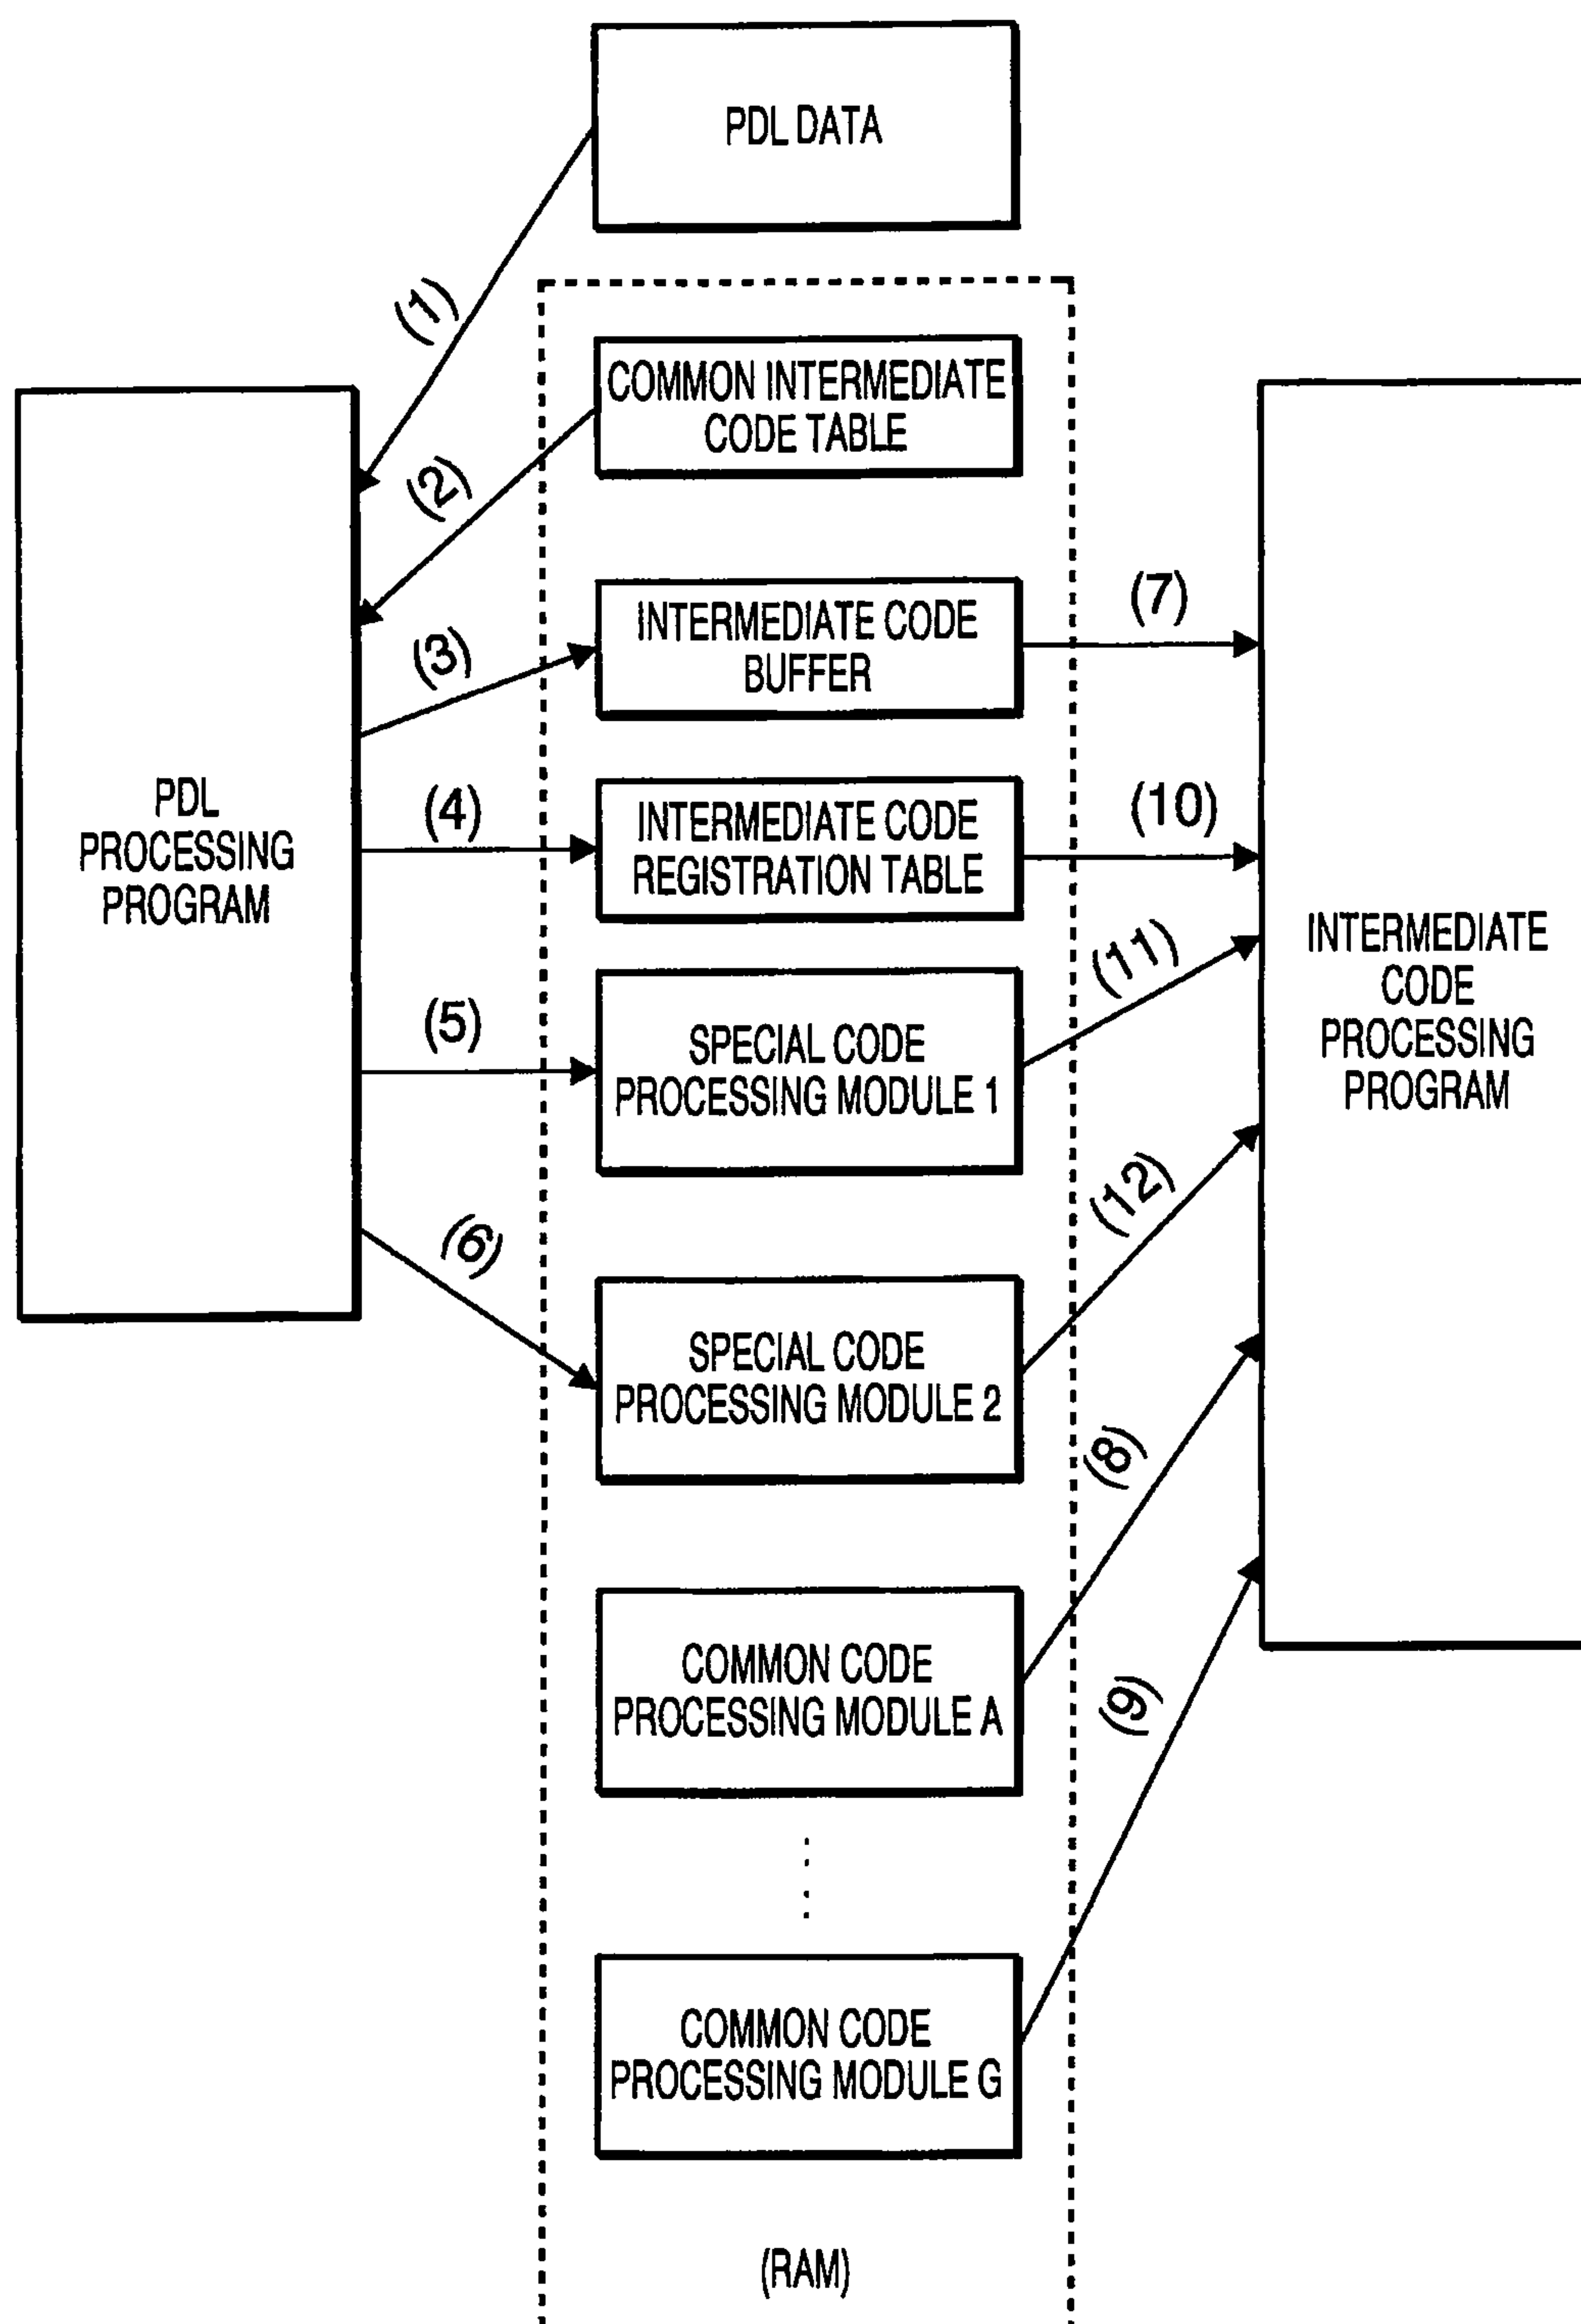 PDL DATA
(1)
COMMON INTERMEDIATE
CODE TABLE
(2)
INTERMEDIATE CODE
BUFFER
(3)
(7)
PDL
PROCESSING
PROGRAM
(4)
INTERMEDIATE CODE
REGISTRATION TABLE
(10)
INTERMEDIATE
CODE
PROCESSING
PROGRAM
(5)
SPECIAL CODE
PROCESSING MODULE 1
(11)
(6)
SPECIAL CODE
PROCESSING MODULE 2
(12)
COMMON CODE
PROCESSING MODULE A
(8)
COMMON CODE
PROCESSING MODULE G
(9)
(RAM)